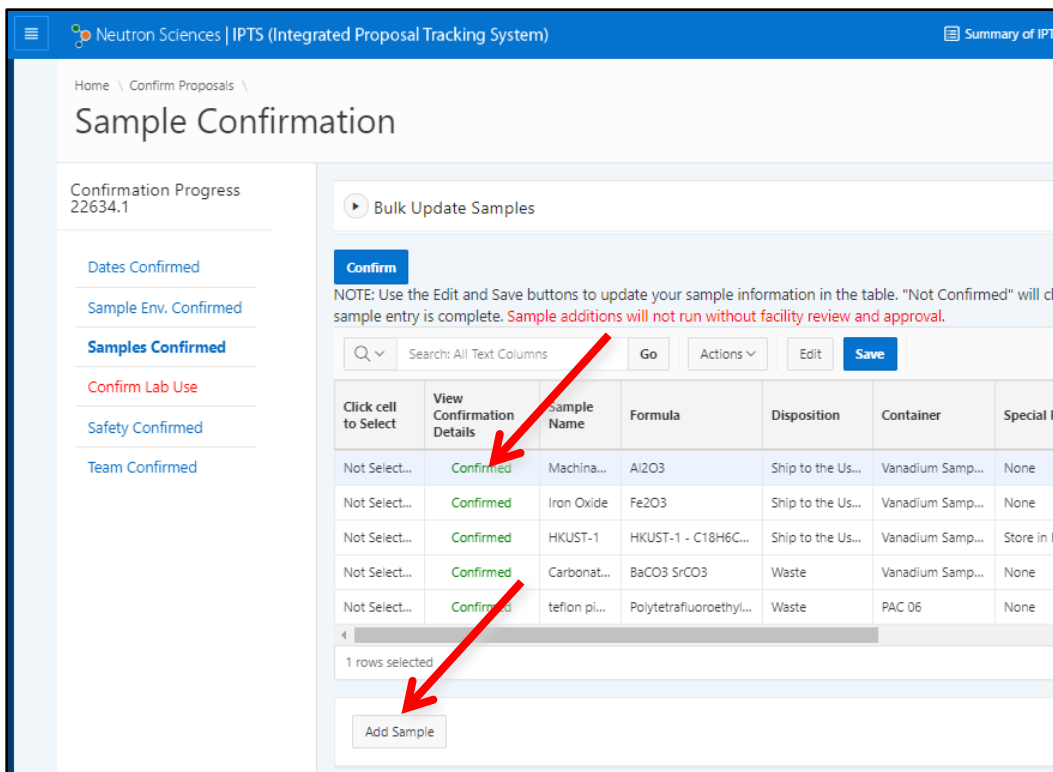 Neutron Sciences | IPTS (Integrated Proposal Tracking System)
Summary of IPT
Home \ Confirm Proposals \
Sample Confirmation
Confirmation Progress
22634.1
Dates Confirmed
Sample Env. Confirmed
Samples Confirmed
Confirm Lab Use
Safety Confirmed
Team Confirmed
Bulk Update Samples
Confirm
NOTE: Use the Edit and Save buttons to update your sample information in the table. "Not Confirmed" will cl
sample entry is complete. Sample additions will not run without facility review and approval.
Search: All Text Columns Go Actions Edit Save
Click cell to Select View Confirmation Details Sample Name Formula Disposition Container Special
Not Select... Confirmed Machina... Al2O3 Ship to the Us... Vanadium Samp... None
Not Select... Confirmed Iron Oxide Fe2O3 Ship to the Us... Vanadium Samp... None
Not Select... Confirmed HKUST-1 HKUST-1 - C18H6C... Ship to the Us... Vanadium Samp... Store in
Not Select... Confirmed Carbonat... BaCO3 SrCO3 Waste Vanadium Samp... None
Not Select... Confirmed teflon pi... Polytetrafluoroethyl... Waste PAC 06 None
1 rows selected
Add Sample